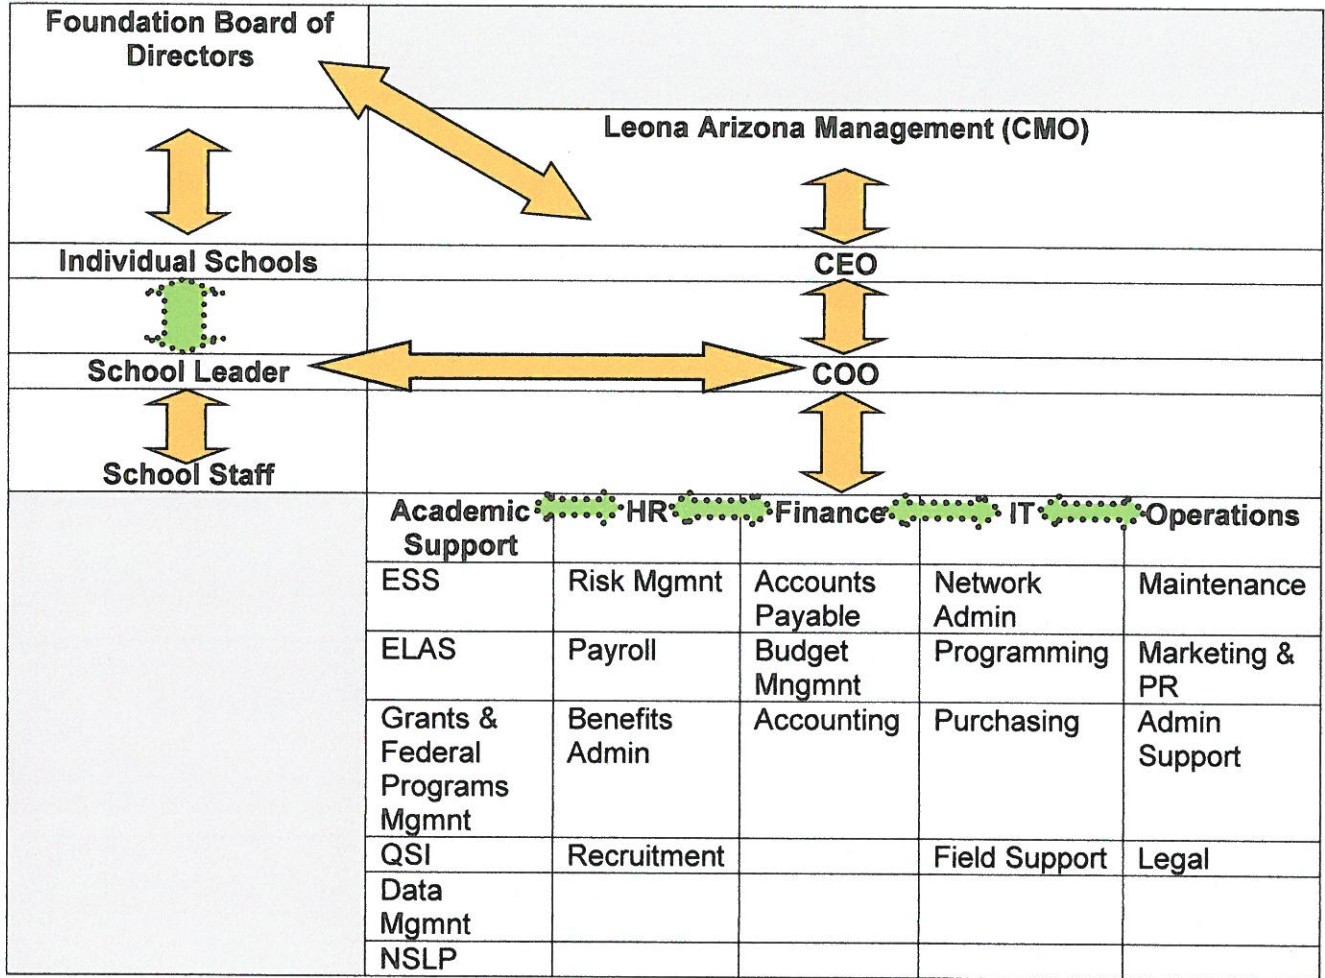 Foundation Board of
Directors
Leona Arizona Management (CMO)
Individual Schools
CEO
School Leader
COO
School Staff
Academic
Support
HR
Finance
IT
Operations
ESS
Risk Mgmnt
Accounts
Payable
Network
Admin
Maintenance
ELAS
Payroll
Budget
Mngmnt
Programming
Marketing &
PR
Grants &
Federal
Programs
Mgmnt
Benefits
Admin
Accounting
Purchasing
Admin
Support
QSI
Recruitment
Field Support
Legal
Data
Mgmnt
NSLP